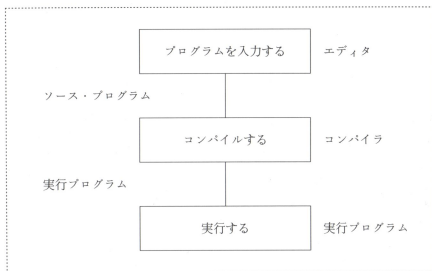 プログラムを入力する エディタ
ソース・プログラム
コンパイルする コンパイラ
実行プログラム
実行する 実行プログラム